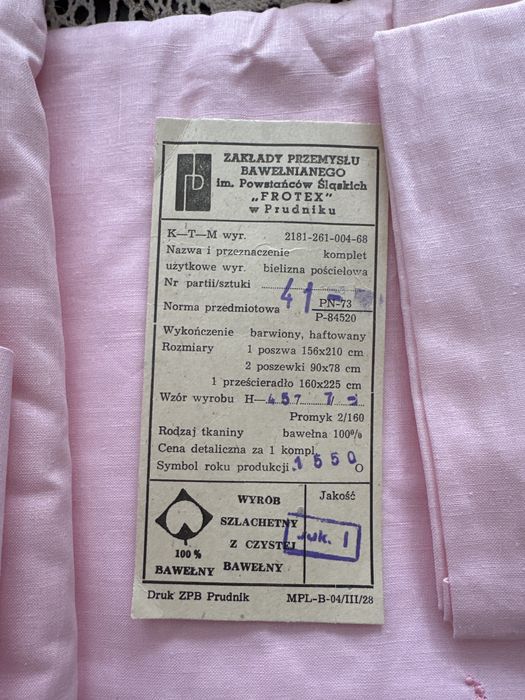 ZAKŁADY PRZEMYSŁU
BAWEŁNIANEGO
im. Powstańców Śląskich
„FROTEX"
w Prudniku
K—T—M wyr. 2181-261-004-68
Nazwa i przeznaczenie komplet
użytkowe wyr. bielizna pościelowa
Nr partii/sztuki 41
Norma przedmiotowa PN-73
P-84520
Wykończenie barwiony, haftowany
Rozmiary 1 poszwa 156x210 cm
2 poszewki 90x78 cm
1 prześcieradło 160x225 cm
Wzór wyrobu H—457
Promyk 2/160
Rodzaj tkaniny bawełna 100%
Cena detaliczna za 1 kompl.
Symbol roku produkcji 1550 O
WYRÓB Jakość
SZLACHETNY
Z CZYSTEJ
BAWEŁNY
100 %
BAWEŁNY
Juk. 1
Druk ZPB Prudnik MPL-B-04/III/28